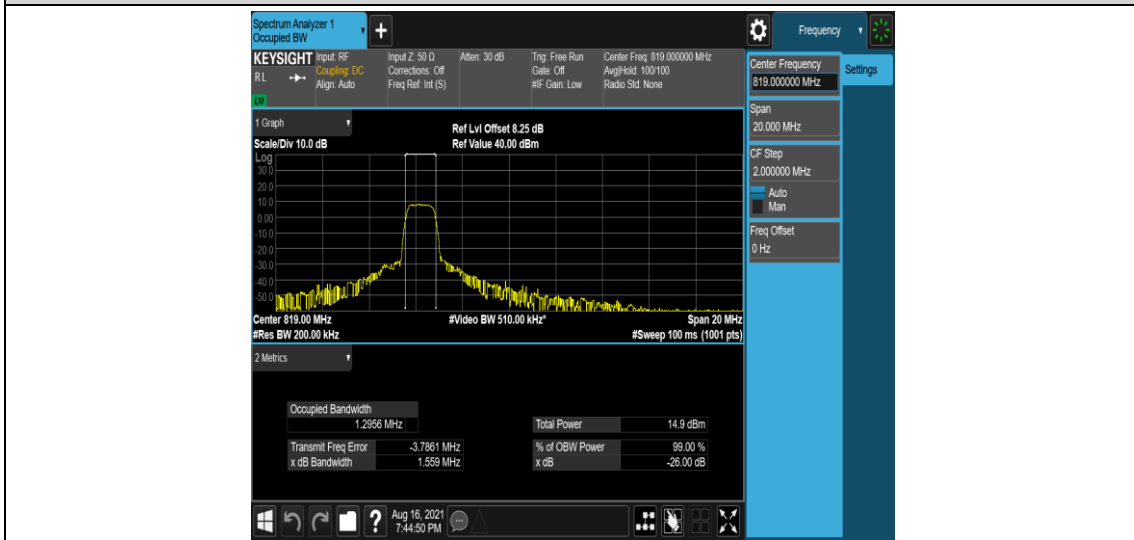 Spectrum Analyzer 1
Occupied BW
Frequency
KEYSIGHT
RL
Input: RF
Coupling: DC
Align: Auto
Input Z: 50 Ω
Corrections: Off
Freq Ref: Int (S)
Atten: 30 dB
Trig: Free Run
Gate: Off
#IF Gain: Low
Center Freq: 819.000000 MHz
Avg|Hold: 100/100
Radio Std: None
1 Graph
Scale/Div 10.0 dB
Ref Lvl Offset 8.25 dB
Ref Value 40.00 dBm
Log
30.0
20.0
10.0
0.00
-10.0
-20.0
-30.0
-40.0
-50.0
Center 819.00 MHz
#Video BW 510.00 kHz*
Span 20 MHz
#Res BW 200.00 kHz
#Sweep 100 ms (1001 pts)
2 Metrics
Occupied Bandwidth
1.2956 MHz
Total Power 14.9 dBm
Transmit Freq Error -3.7861 MHz
% of OBW Power 99.00 %
x dB Bandwidth 1.559 MHz
x dB -26.00 dB
Center Frequency
819.000000 MHz
Settings
Span
20.000 MHz
CF Step
2.000000 MHz
Auto
Man
Freq Offset
0 Hz
?
Aug 16, 2021
7:44:50 PM